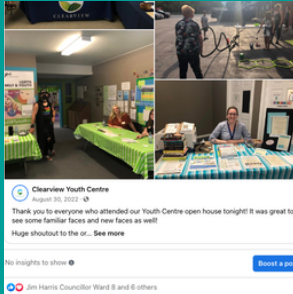 CLEARVIEW
Clearview Youth Centre
August 30, 2022
Thank you to everyone who attended our Youth Centre open house tonight! It was great to
see some familiar faces and new faces as well!
Huge shoutout to the or... See more
No insights to show
Boost a po
Jim Harris Councillor Ward 8 and 6 others